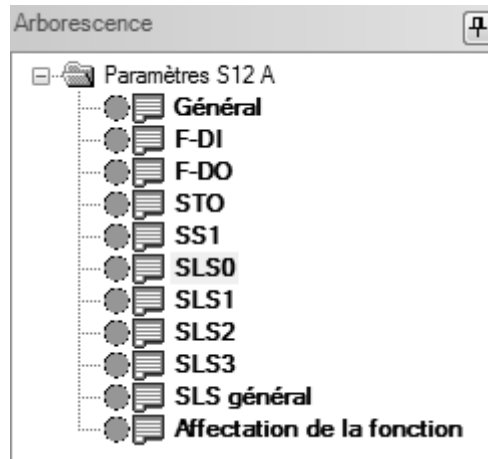 Arborescence
Paramètres S12 A
Général
F-DI
F-DO
STO
SS1
SLS0
SLS1
SLS2
SLS3
SLS général
Affectation de la fonction